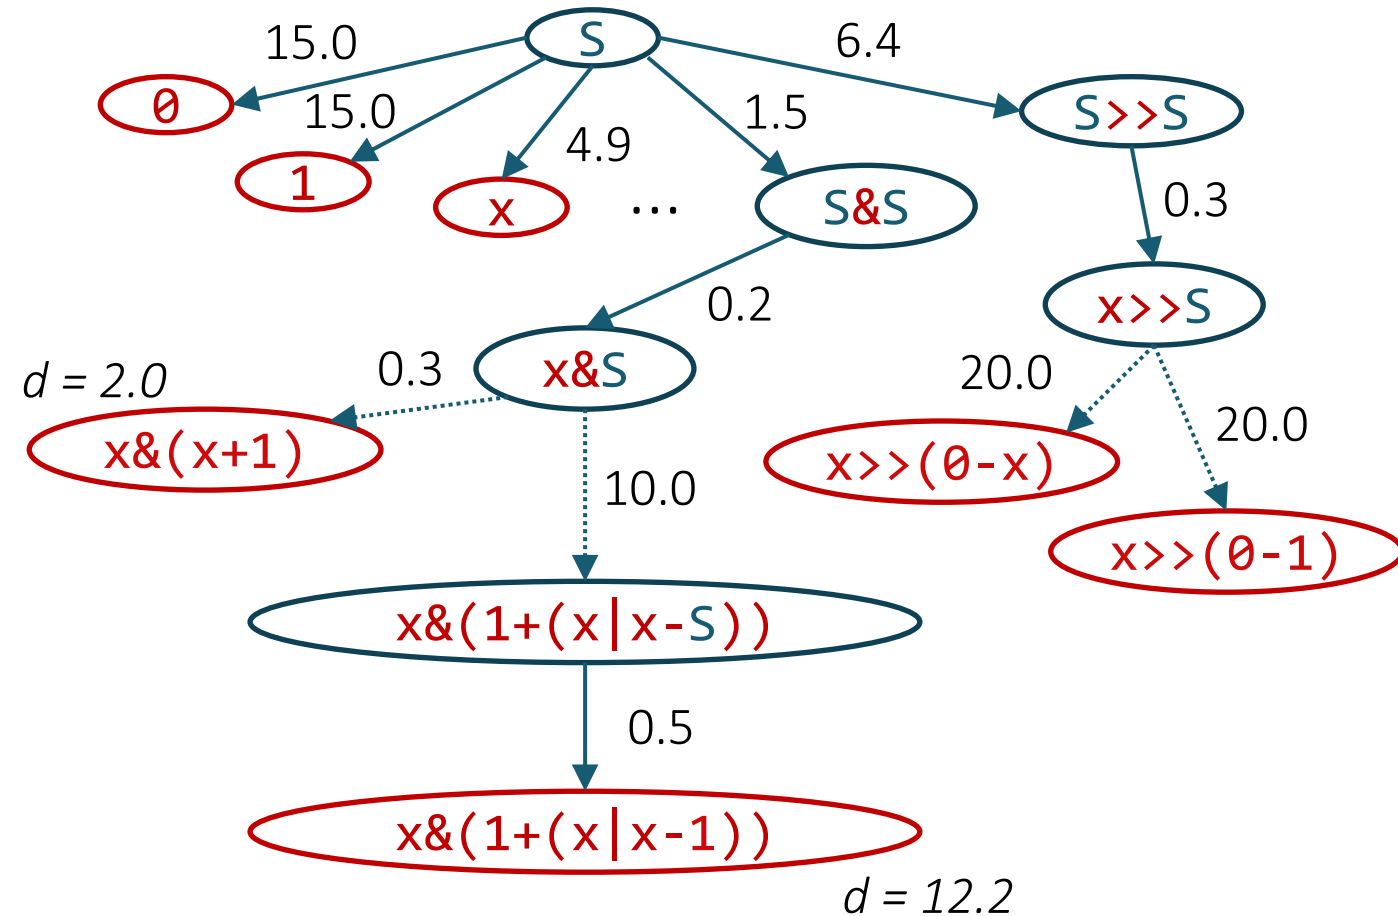 S
15.0
6.4
0
15.0
1.5
S>>S
4.9
1
x
...
S&S
0.3
0.2
x>>S
d = 2.0
0.3
x&S
20.0
20.0
x&(x+1)
x>>(0-x)
10.0
x>>(0-1)
x&(1+(x|x-S))
0.5
x&(1+(x|x-1))
d = 12.2